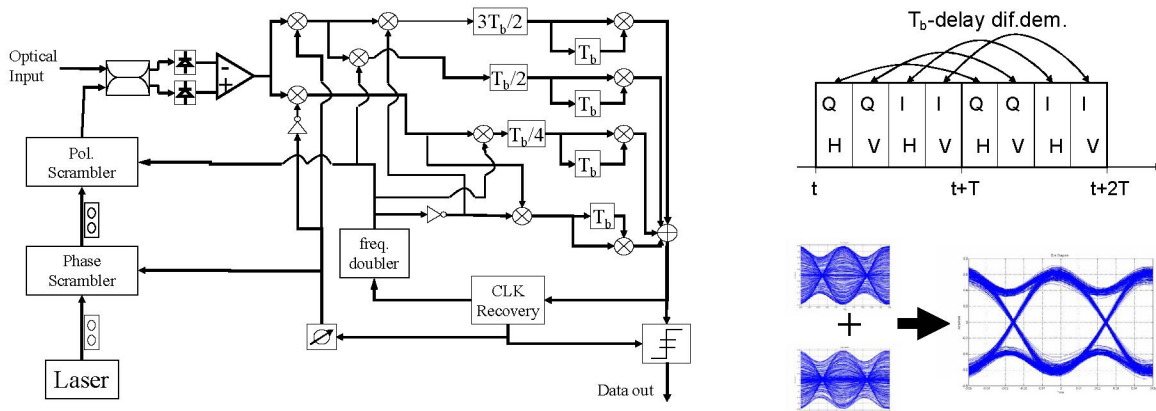 Optical
Input
-
+
3T_b/2
T_b
T_b/2
T_b
T_b/4
T_b
T_b
Pol.
Scrambler
Phase
Scrambler
Laser
freq.
doubler
CLK
Recovery
Data out
T_b-delay dif.dem.
Q Q I I Q Q I I
H V H V H V H V
t t+T t+2T
+